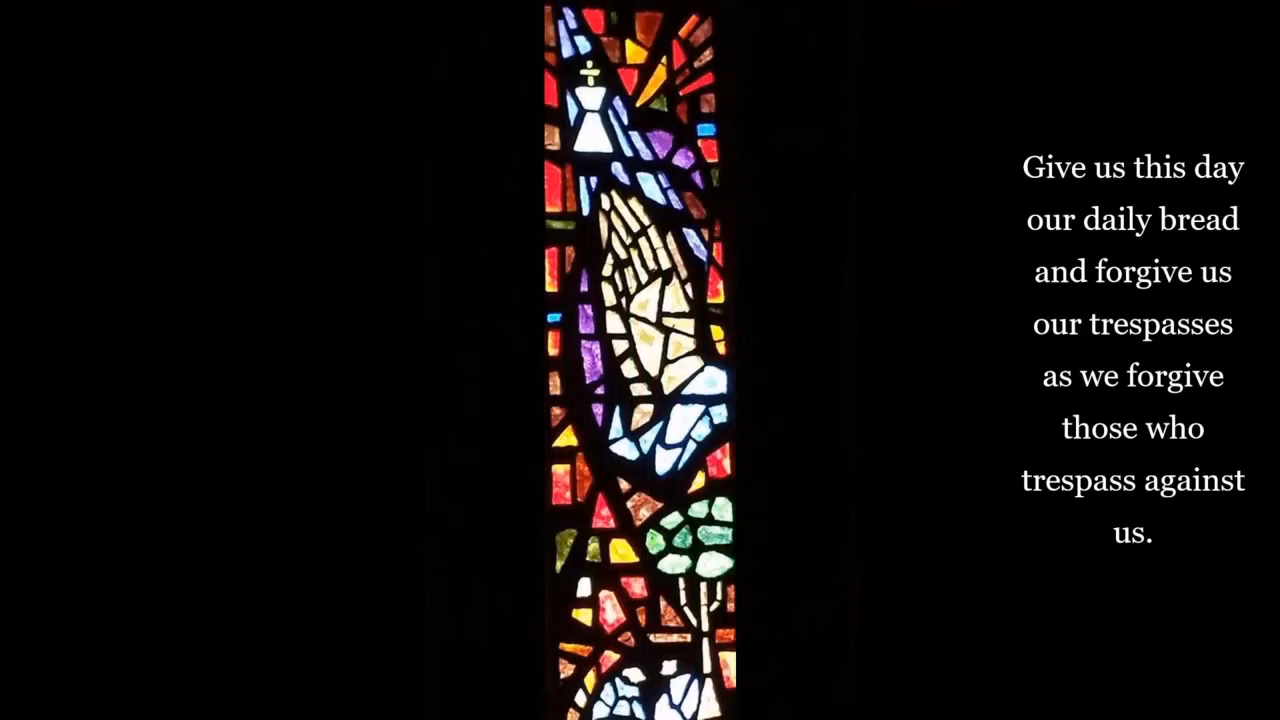 Give us this day
our daily bread
and forgive us
our trespasses
as we forgive
those who
trespass against
us.